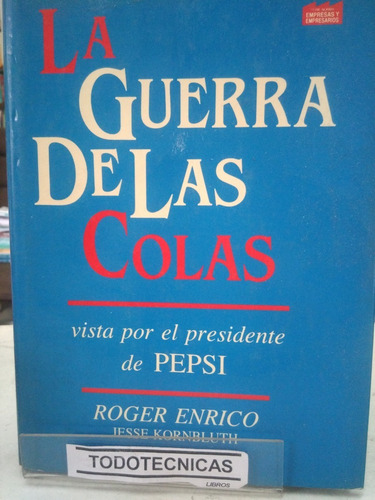 EMPRESAS Y
EMPRESARIOS
LA
GUERRA
DE LAS
COLAS
vista por el presidente
de PEPSI
ROGER ENRICO
JESSE KORNBLUTH
TODOTECNICAS
LIBROS